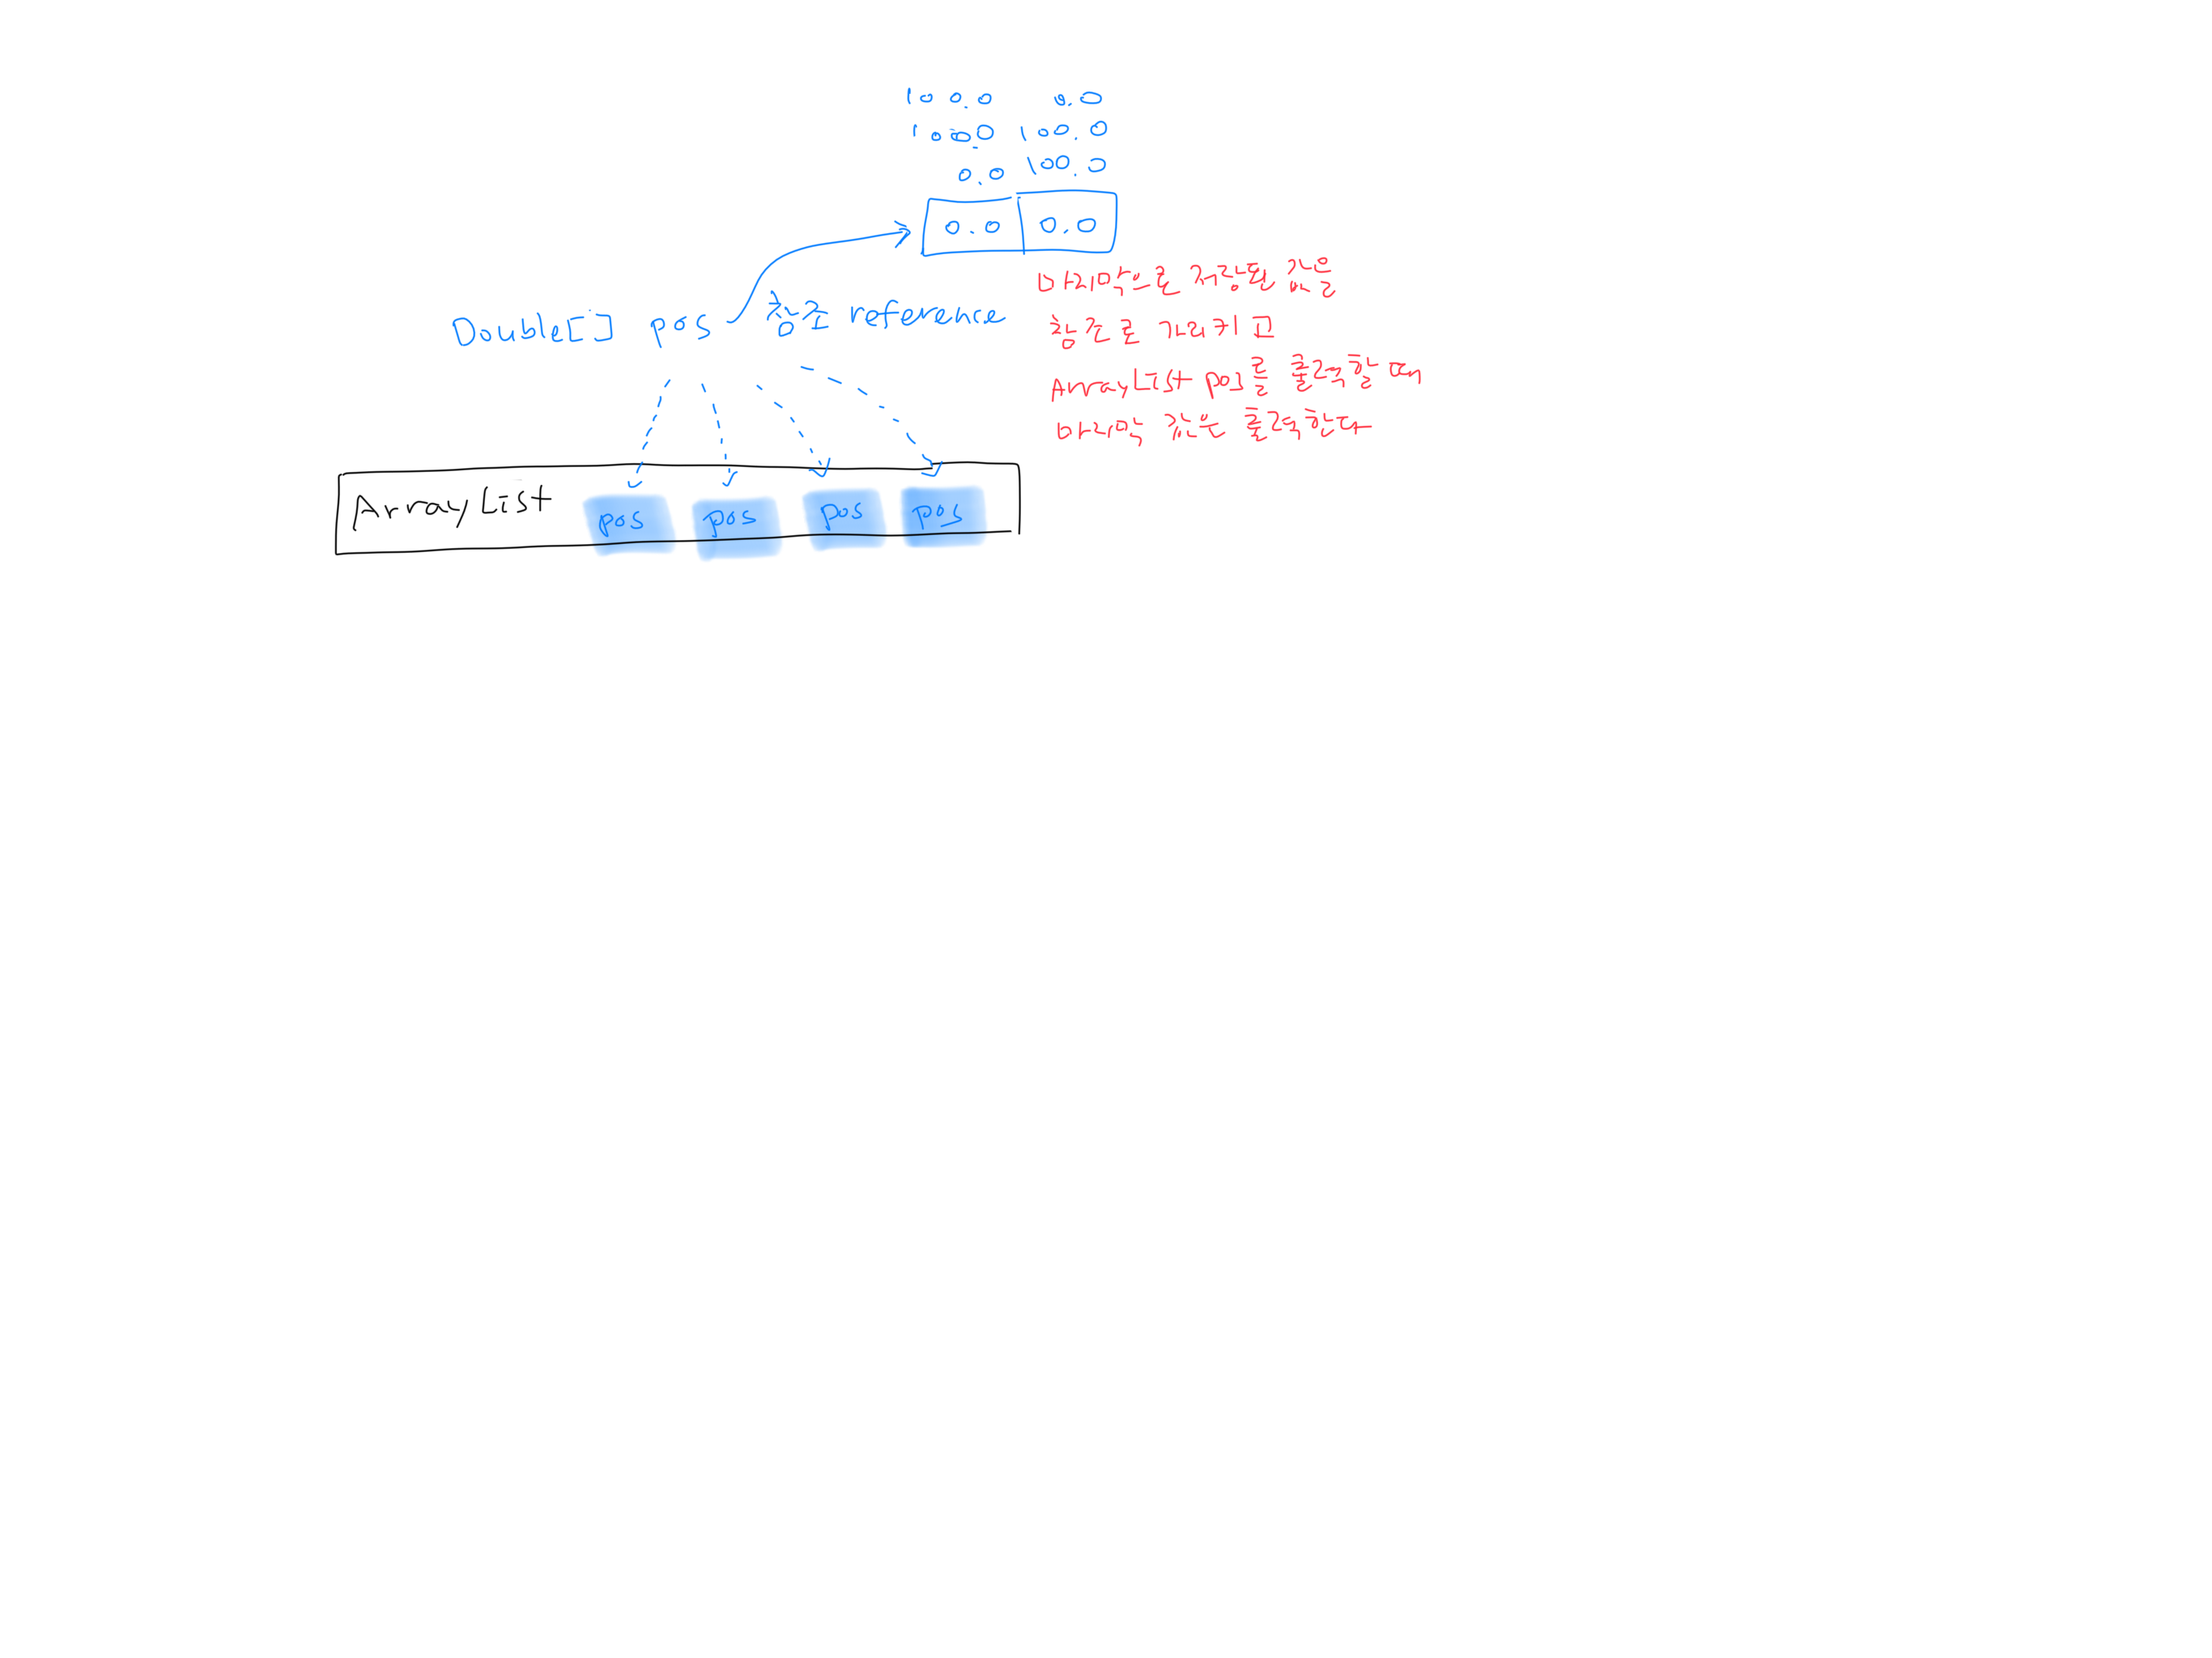 100.0 0.0
100.0 100.0
0.0 100.0
0.0 0.0
Double[] pos 참조 reference
마지막으로 저장된 값을
참조로 가리키고
ArrayList pos를 출력할 때
마지막 값은 출력한다
ArrayList pos pos pos pos